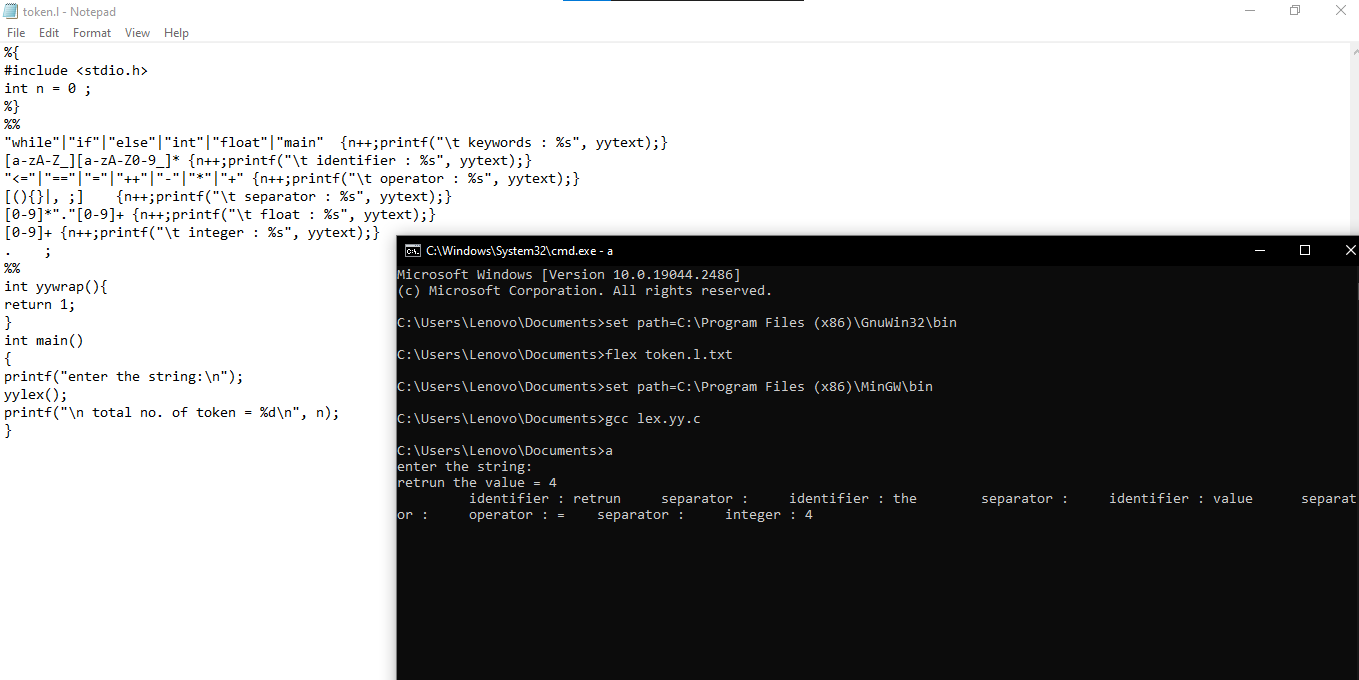 token.l - Notepad
File Edit Format View Help
%{
#include <stdio.h>
int n = 0 ;
%}
%%
"while"|"if"|"else"|"int"|"float"|"main"  {n++;printf("\t keywords : %s", yytext);}
[a-zA-Z_][a-zA-Z0-9_]* {n++;printf("\t identifier : %s", yytext);}
"<="|"=="|"="|"++"|"-"|"*"|"+" {n++;printf("\t operator : %s", yytext);}
[(){}|, ;]    {n++;printf("\t separator : %s", yytext);}
[0-9]*"."[0-9]+ {n++;printf("\t float : %s", yytext);}
[0-9]+ {n++;printf("\t integer : %s", yytext);}
.    ;
%%
int yywrap(){
return 1;
}
int main()
{
printf("enter the string:\n");
yylex();
printf("\n total no. of token = %d\n", n);
}
C:\Windows\System32\cmd.exe - a
Microsoft Windows [Version 10.0.19044.2486]
(c) Microsoft Corporation. All rights reserved.
C:\Users\Lenovo\Documents>set path=C:\Program Files (x86)\GnuWin32\bin
C:\Users\Lenovo\Documents>flex token.l.txt
C:\Users\Lenovo\Documents>set path=C:\Program Files (x86)\MinGW\bin
C:\Users\Lenovo\Documents>gcc lex.yy.c
C:\Users\Lenovo\Documents>a
enter the string:
retrun the value = 4
identifier : retrun     separator :     identifier : the        separator :     identifier : value      separat
or :     operator : =    separator :     integer : 4